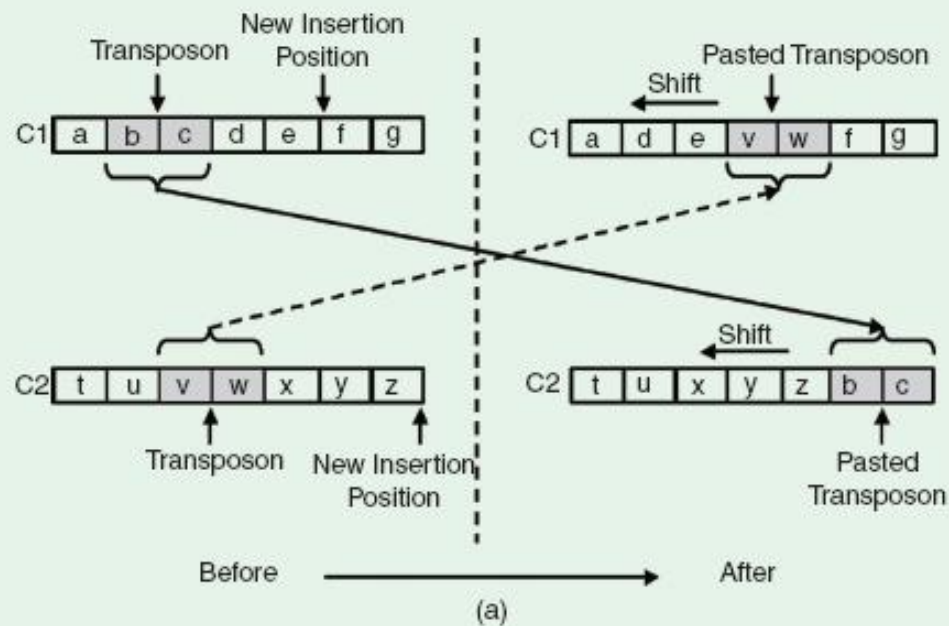 Transposon
New Insertion
Position
C1 a b c d e f g
Pasted Transposon
Shift
C1 a d e v w f g
C2 t u v w x y z
Transposon
New Insertion
Position
Shift
C2 t u x y z b c
Pasted
Transposon
Before
After
(a)